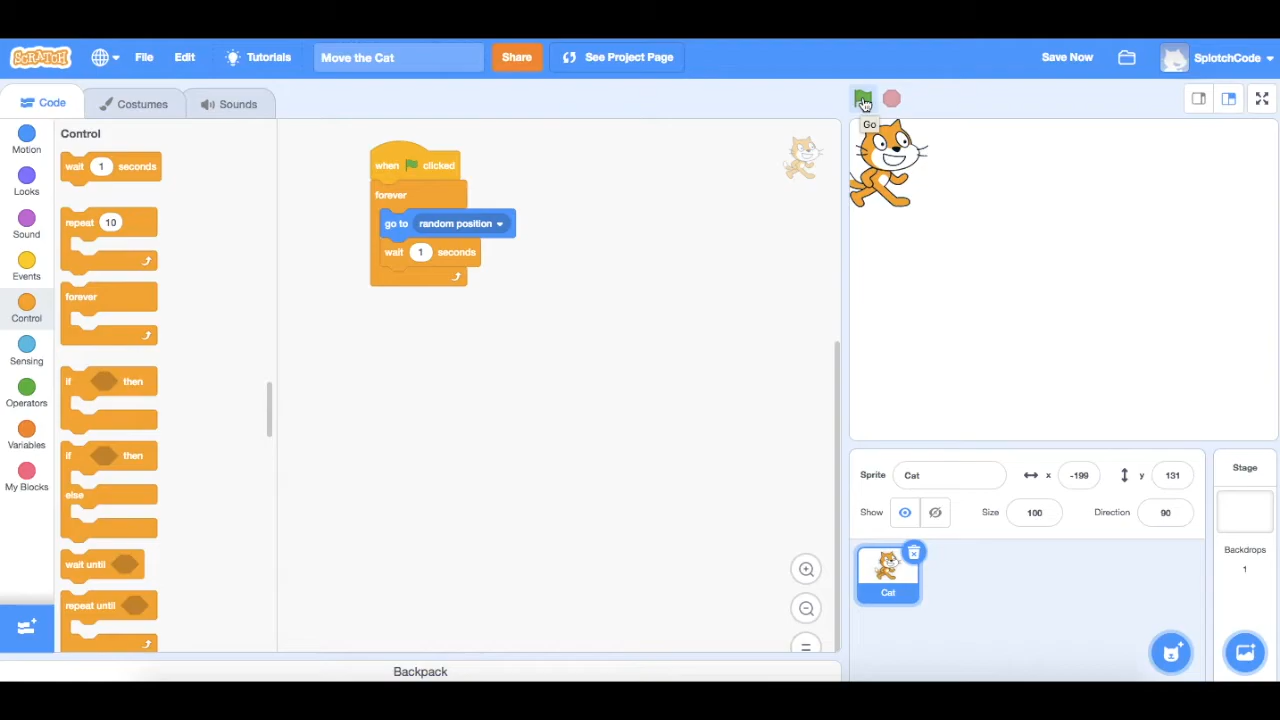 SCRATCH
File
Edit
Tutorials
Move the Cat
Share
See Project Page
Save Now
SplotchCode
Code
Costumes
Sounds
Go
Motion
Looks
Sound
Events
Control
Sensing
Operators
Variables
My Blocks
Control
wait 1 seconds
repeat 10
forever
if then
if then
else
wait until
repeat until
when clicked
forever
go to random position
wait 1 seconds
Backpack
Sprite Cat x -199 y 131
Show Size 100 Direction 90
Cat
Stage
Backdrops
1